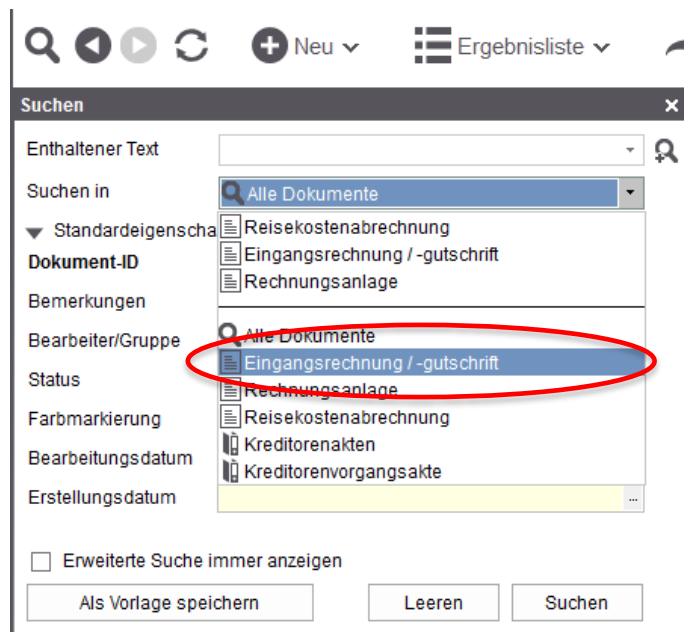 Neu Ergebnisliste
Suchen
Enthaltener Text
Suchen in Alle Dokumente
Standardeigenscha
Reisekostenabrechnung
Eingangsrechnung / -gutschrift
Rechnungsanlage
Dokument-ID
Bemerkungen
Bearbeiter/Gruppe
Alle Dokumente
Eingangsrechnung / -gutschrift
Status
Rechnungsanlage
Farbmarkierung
Reisekostenabrechnung
Kreditorenakten
Bearbeitungsdatum
Kreditorenvorgangsakte
Erstellungsdatum ...
Erweiterte Suche immer anzeigen
Als Vorlage speichern Leeren Suchen